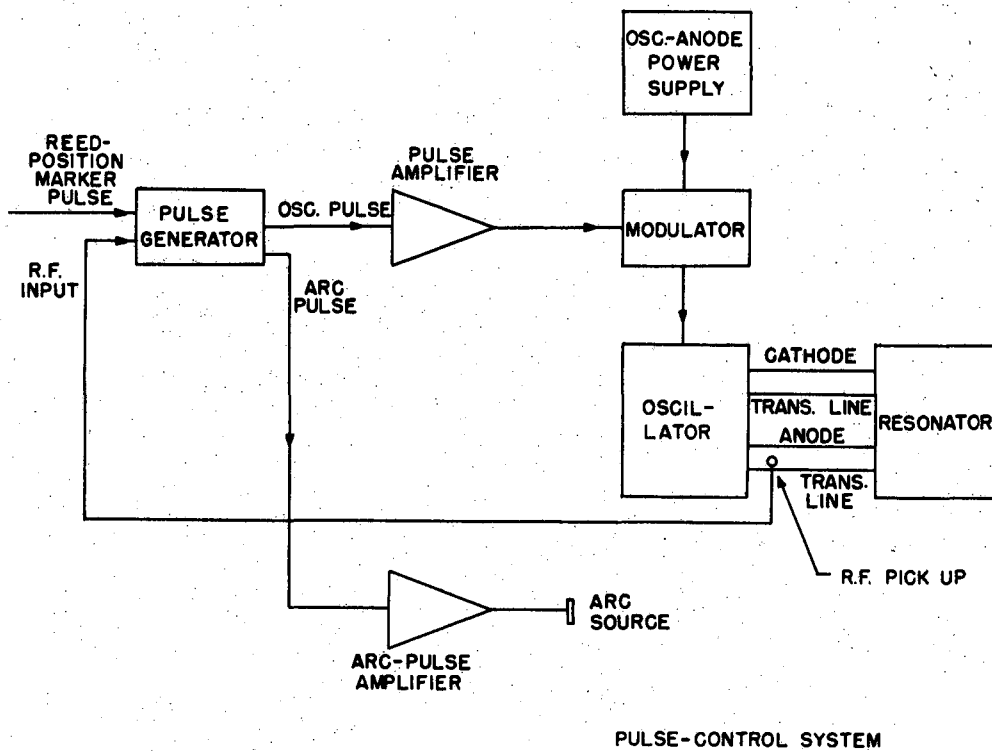 OSC.-ANODE
POWER
SUPPLY
REED-
POSITION
MARKER
PULSE
PULSE
AMPLIFIER
PULSE
GENERATOR
OSC. PULSE
MODULATOR
R.F.
INPUT
ARC
PULSE
CATHODE
OSCIL-
LATOR
TRANS. LINE
ANODE
RESONATOR
TRANS.
LINE
R.F. PICK UP
ARC
SOURCE
ARC-PULSE
AMPLIFIER
PULSE-CONTROL SYSTEM